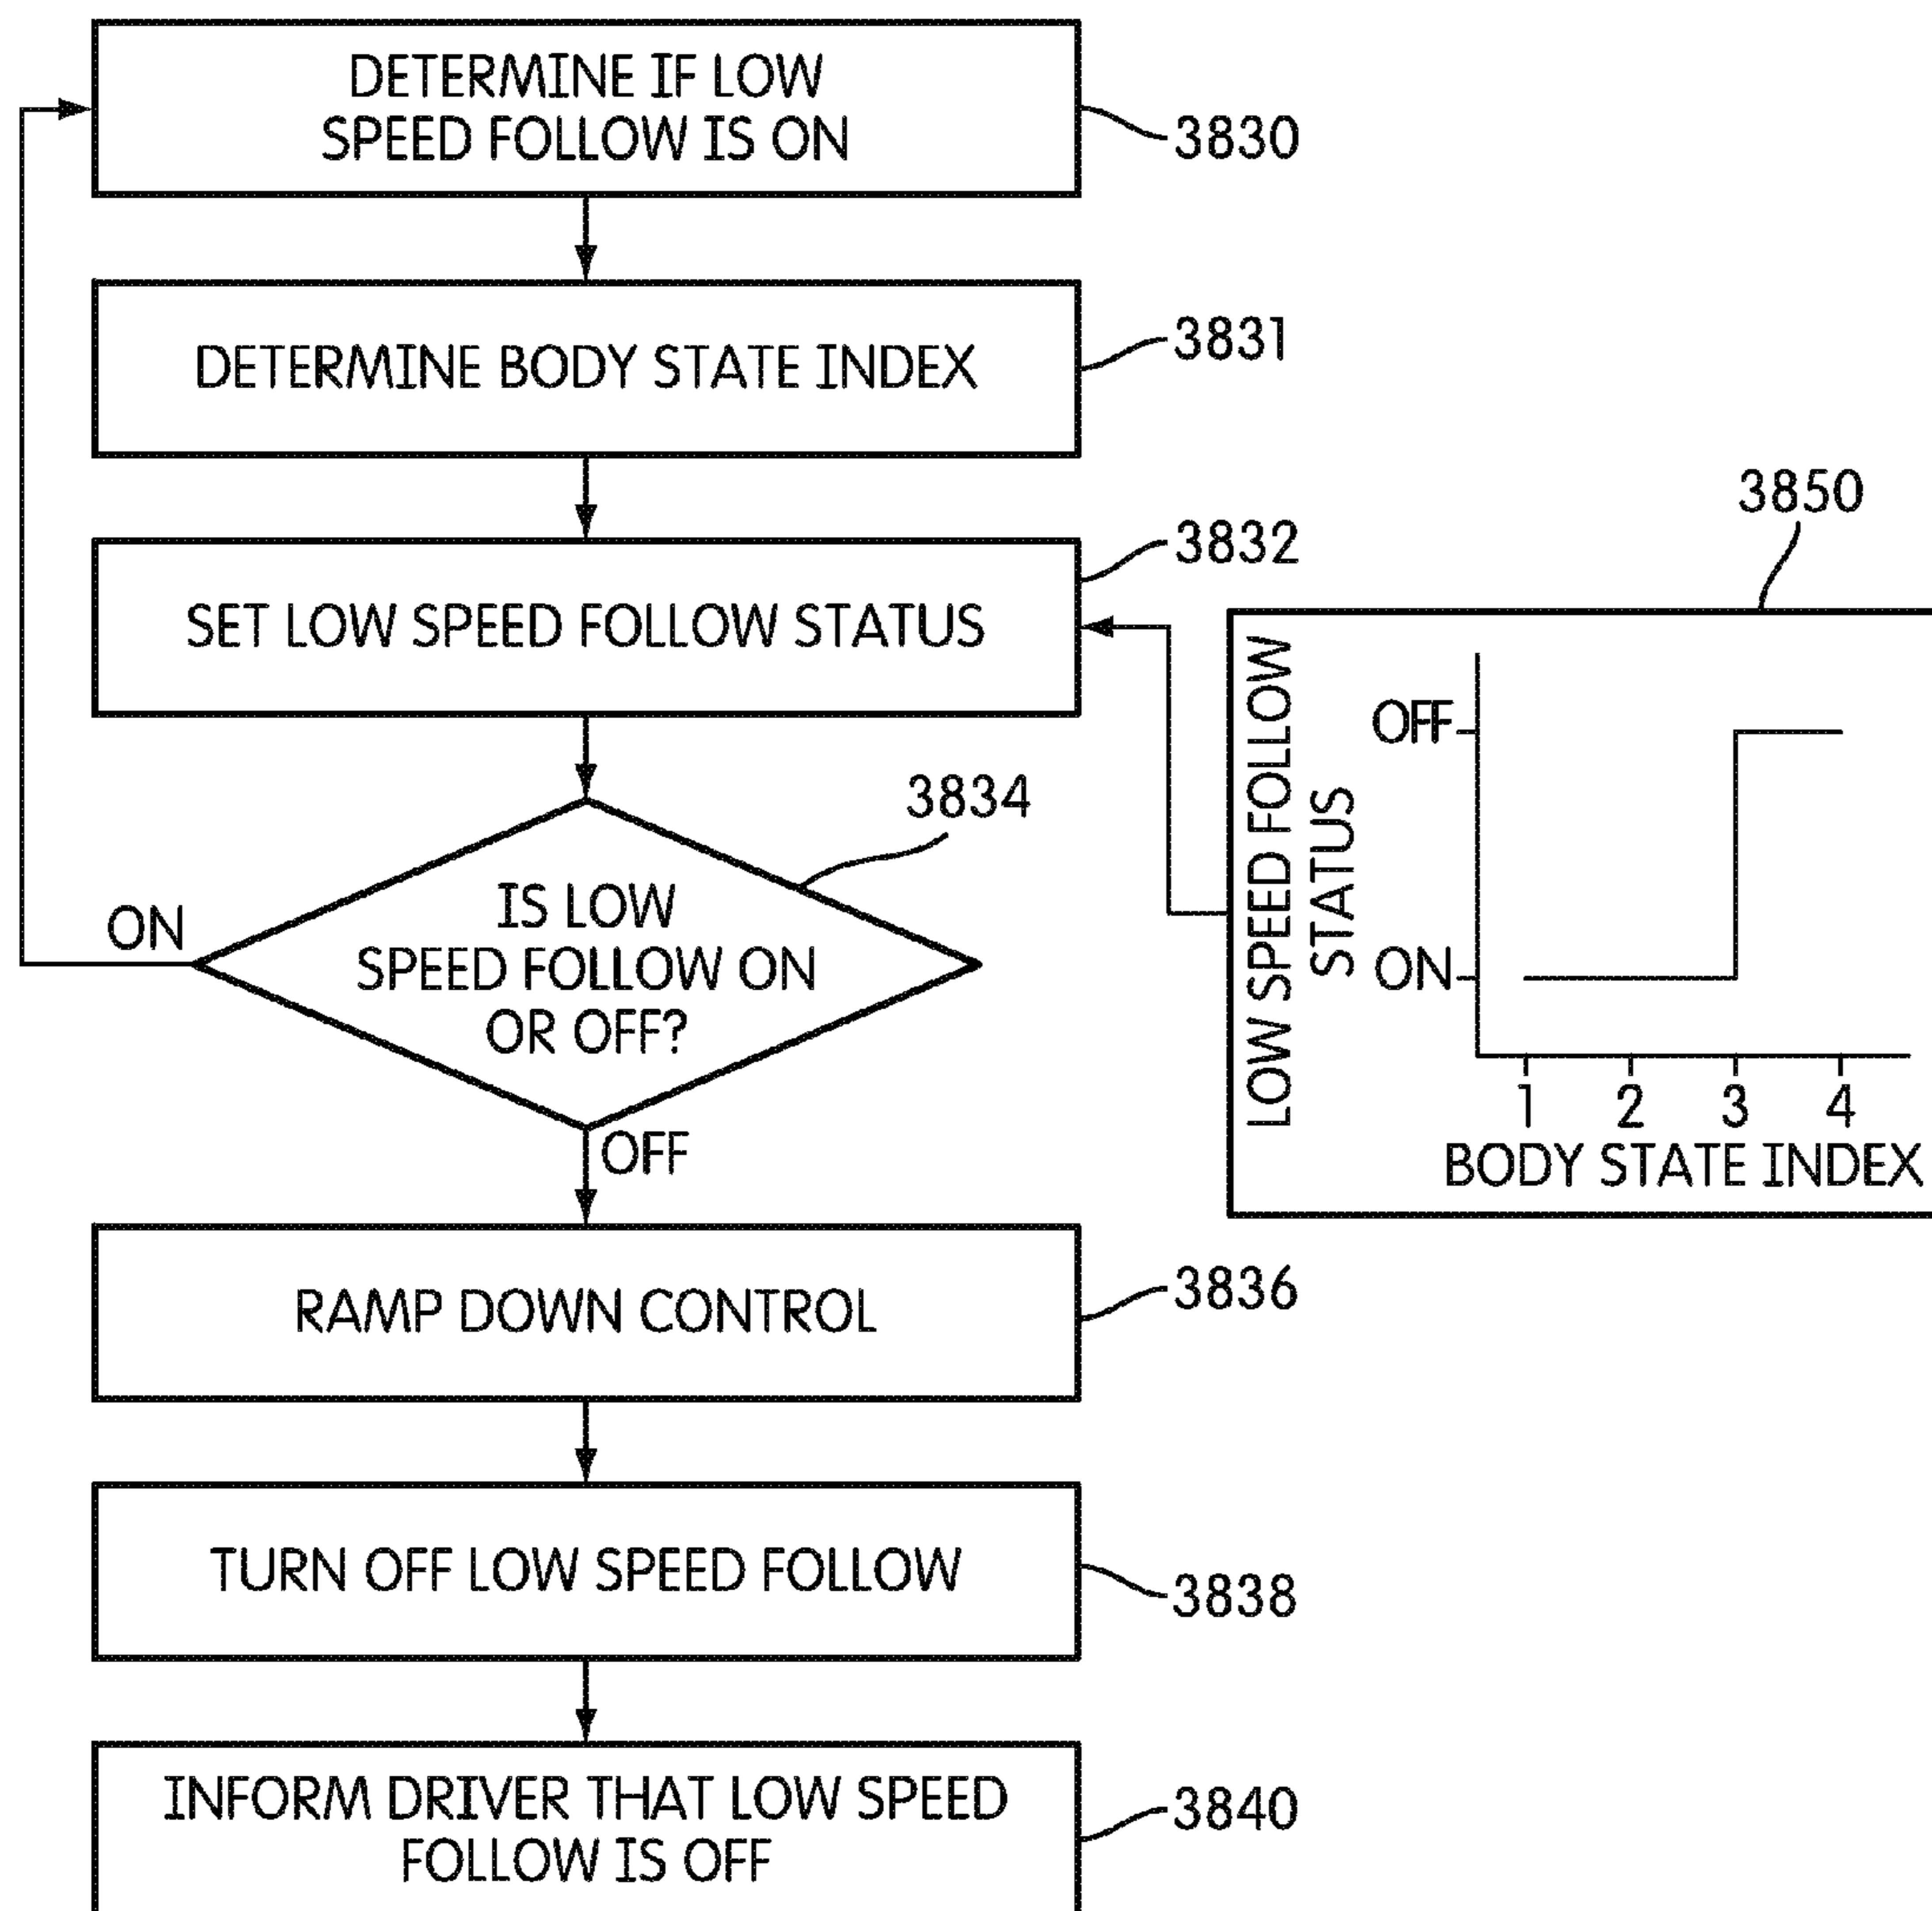 DETERMINE IF LOW
SPEED FOLLOW IS ON
3830
DETERMINE BODY STATE INDEX
3831
SET LOW SPEED FOLLOW STATUS
3832
3850
LOW SPEED FOLLOW
STATUS
OFF
ON
1 2 3 4
BODY STATE INDEX
3834
IS LOW
SPEED FOLLOW ON
OR OFF?
ON
OFF
RAMP DOWN CONTROL
3836
TURN OFF LOW SPEED FOLLOW
3838
INFORM DRIVER THAT LOW SPEED
FOLLOW IS OFF
3840